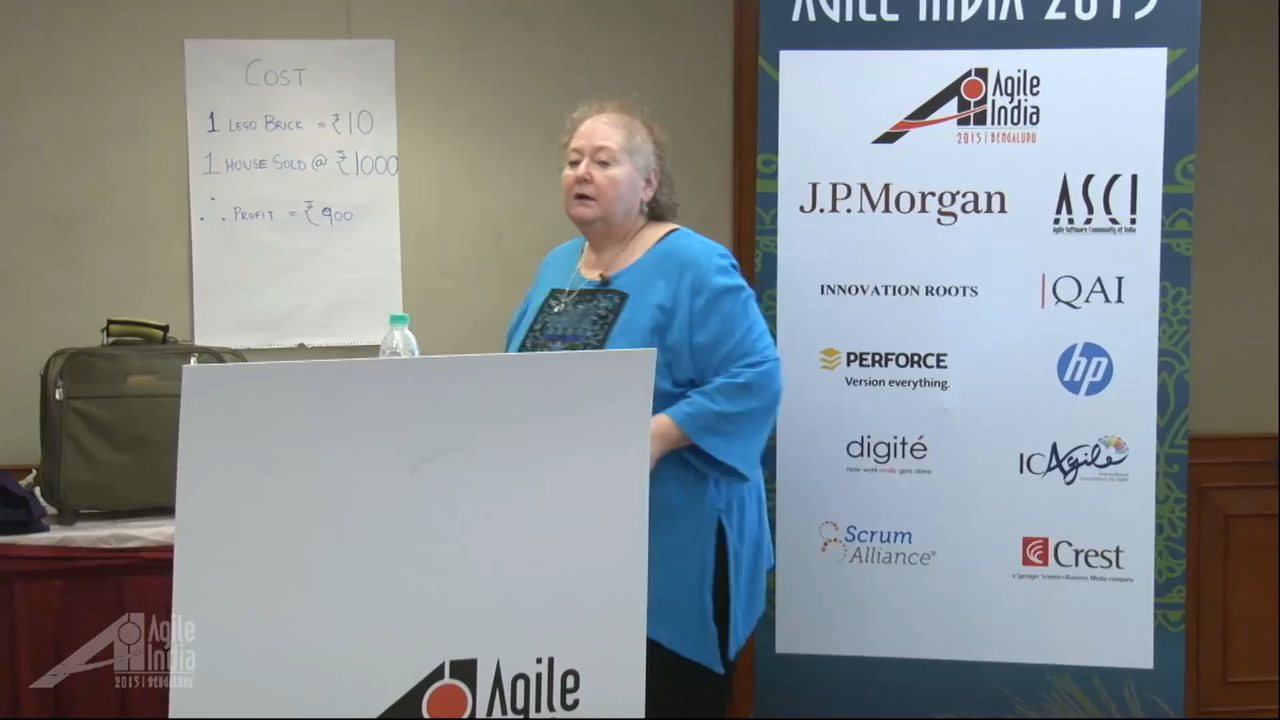 AGILE INDIA 2015
COST
1 LEGO BRICK = ₹10
1 HOUSE SOLD @ ₹1000
∴ PROFIT = ₹900
Agile
India
2015 | BENGALURU
J.P.Morgan
ASCI
Agile Software Community of India
INNOVATION ROOTS
QAI
PERFORCE
Version everything.
hp
digité
How work really gets done
ICAgile
Scrum
Alliance®
Crest
a Springer Science+Business Media company
Agile
India
2015 | BENGALURU
Agile